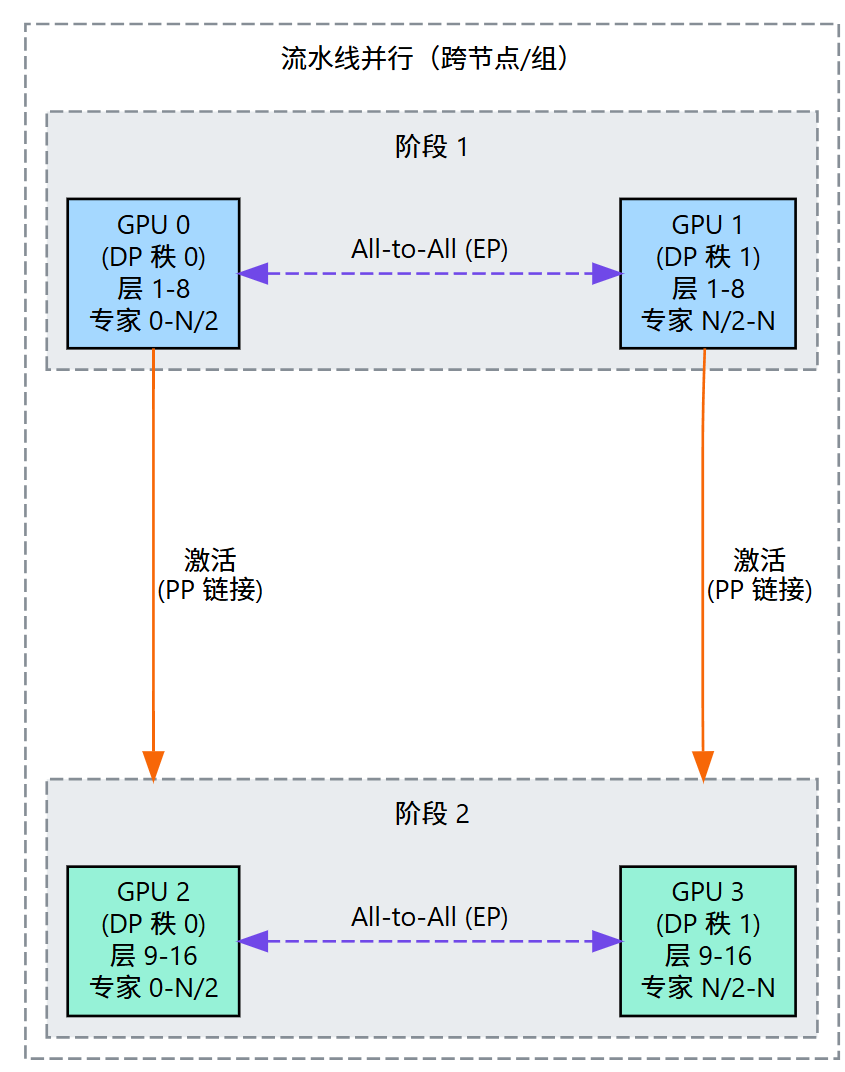 流水线并行（跨节点/组）
阶段 1
GPU 0
(DP 秩 0)
层 1-8
专家 0-N/2
All-to-All (EP)
GPU 1
(DP 秩 1)
层 1-8
专家 N/2-N
激活
(PP 链接)
激活
(PP 链接)
阶段 2
GPU 2
(DP 秩 0)
层 9-16
专家 0-N/2
All-to-All (EP)
GPU 3
(DP 秩 1)
层 9-16
专家 N/2-N